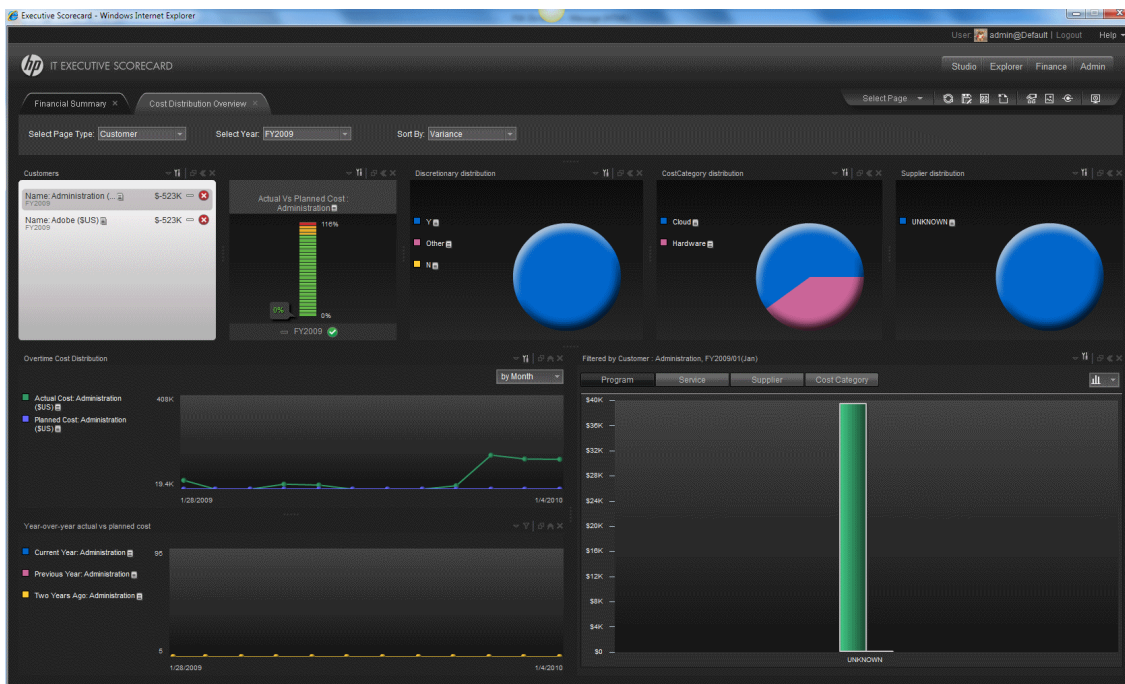 Executive Scorecard - Windows Internet Explorer
User: admin@Default | Logout Help
hp IT EXECUTIVE SCORECARD
Studio Explorer Finance Admin
Financial Summary × Cost Distribution Overview ×
Select Page
Select Page Type: Customer Select Year: FY2009 Sort By: Variance
Customers
Name: Administration (... $-523K
FY2009
Name: Adobe ($US) $-523K
FY2009
Actual Vs Planned Cost :
Administration
116%
0%
0%
FY2009
Discretionary distribution
Y
Other
N
CostCategory distribution
Cloud
Hardware
Supplier distribution
UNKNOWN
Overtime Cost Distribution
by Month
Actual Cost: Administration
($US)
Planned Cost: Administration
($US)
408K
19.4K
1/28/2009 1/4/2010
Year-over-year actual vs planned cost
Current Year: Administration
Previous Year: Administration
Two Years Ago: Administration
95
5
1/28/2009 1/4/2010
Filtered by Customer : Administration, FY2009/01(Jan)
Program Service Supplier Cost Category
$40K
$36K
$32K
$28K
$24K
$20K
$16K
$12K
$8K
$4K
$0
UNKNOWN